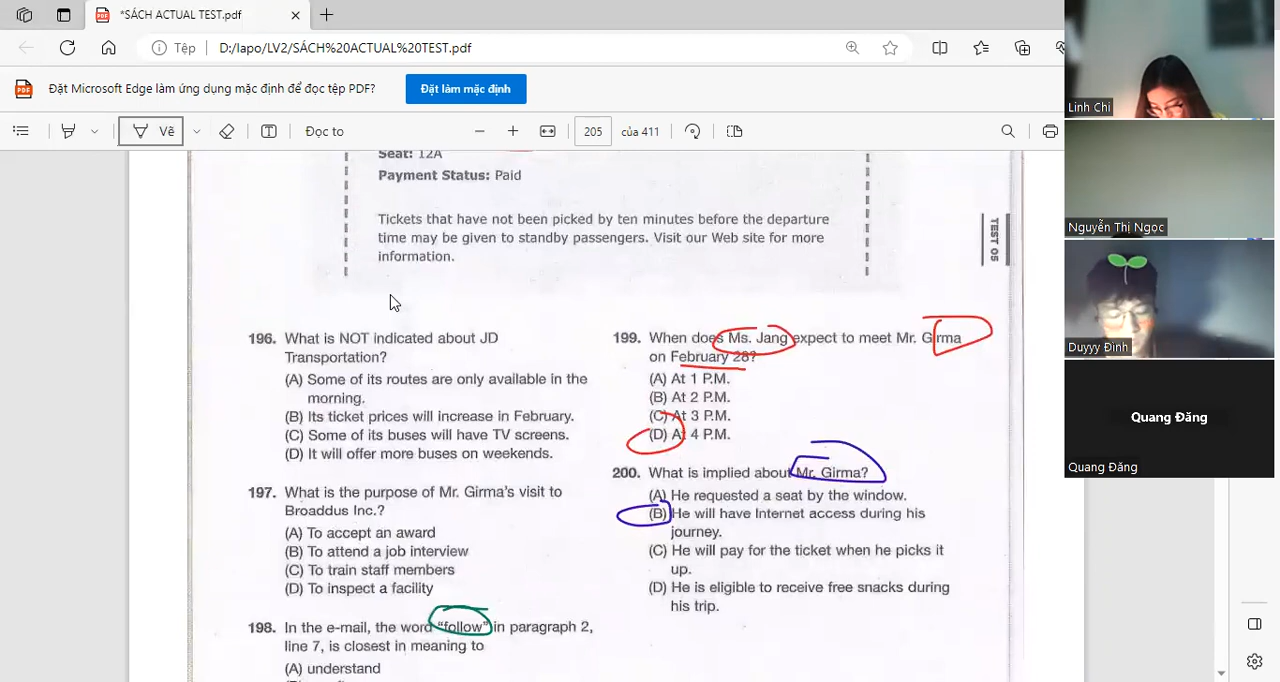 *SÁCH ACTUAL TEST.pdf
Tệp
D:/lapo/LV2/SÁCH%20ACTUAL%20TEST.pdf
Đặt Microsoft Edge làm ứng dụng mặc định để đọc tệp PDF?
Đặt làm mặc định
Vẽ
Đọc to
205
của 411
Seat: 12A
Payment Status: Paid
Tickets that have not been picked by ten minutes before the departure
time may be given to standby passengers. Visit our Web site for more
information.
TEST 05
196. What is NOT indicated about JD
Transportation?
(A) Some of its routes are only available in the
morning.
(B) Its ticket prices will increase in February.
(C) Some of its buses will have TV screens.
(D) It will offer more buses on weekends.
197. What is the purpose of Mr. Girma's visit to
Broaddus Inc.?
(A) To accept an award
(B) To attend a job interview
(C) To train staff members
(D) To inspect a facility
198. In the e-mail, the word "follow" in paragraph 2,
line 7, is closest in meaning to
(A) understand
199. When does Ms. Jang expect to meet Mr. Girma
on February 28?
(A) At 1 P.M.
(B) At 2 P.M.
(C) At 3 P.M.
(D) At 4 P.M.
200. What is implied about Mr. Girma?
(A) He requested a seat by the window.
(B) He will have Internet access during his
journey.
(C) He will pay for the ticket when he picks it
up.
(D) He is eligible to receive free snacks during
his trip.
Linh Chi
Nguyễn Thị Ngọc
Duyyy Đinh
Quang Đăng
Quang Đăng